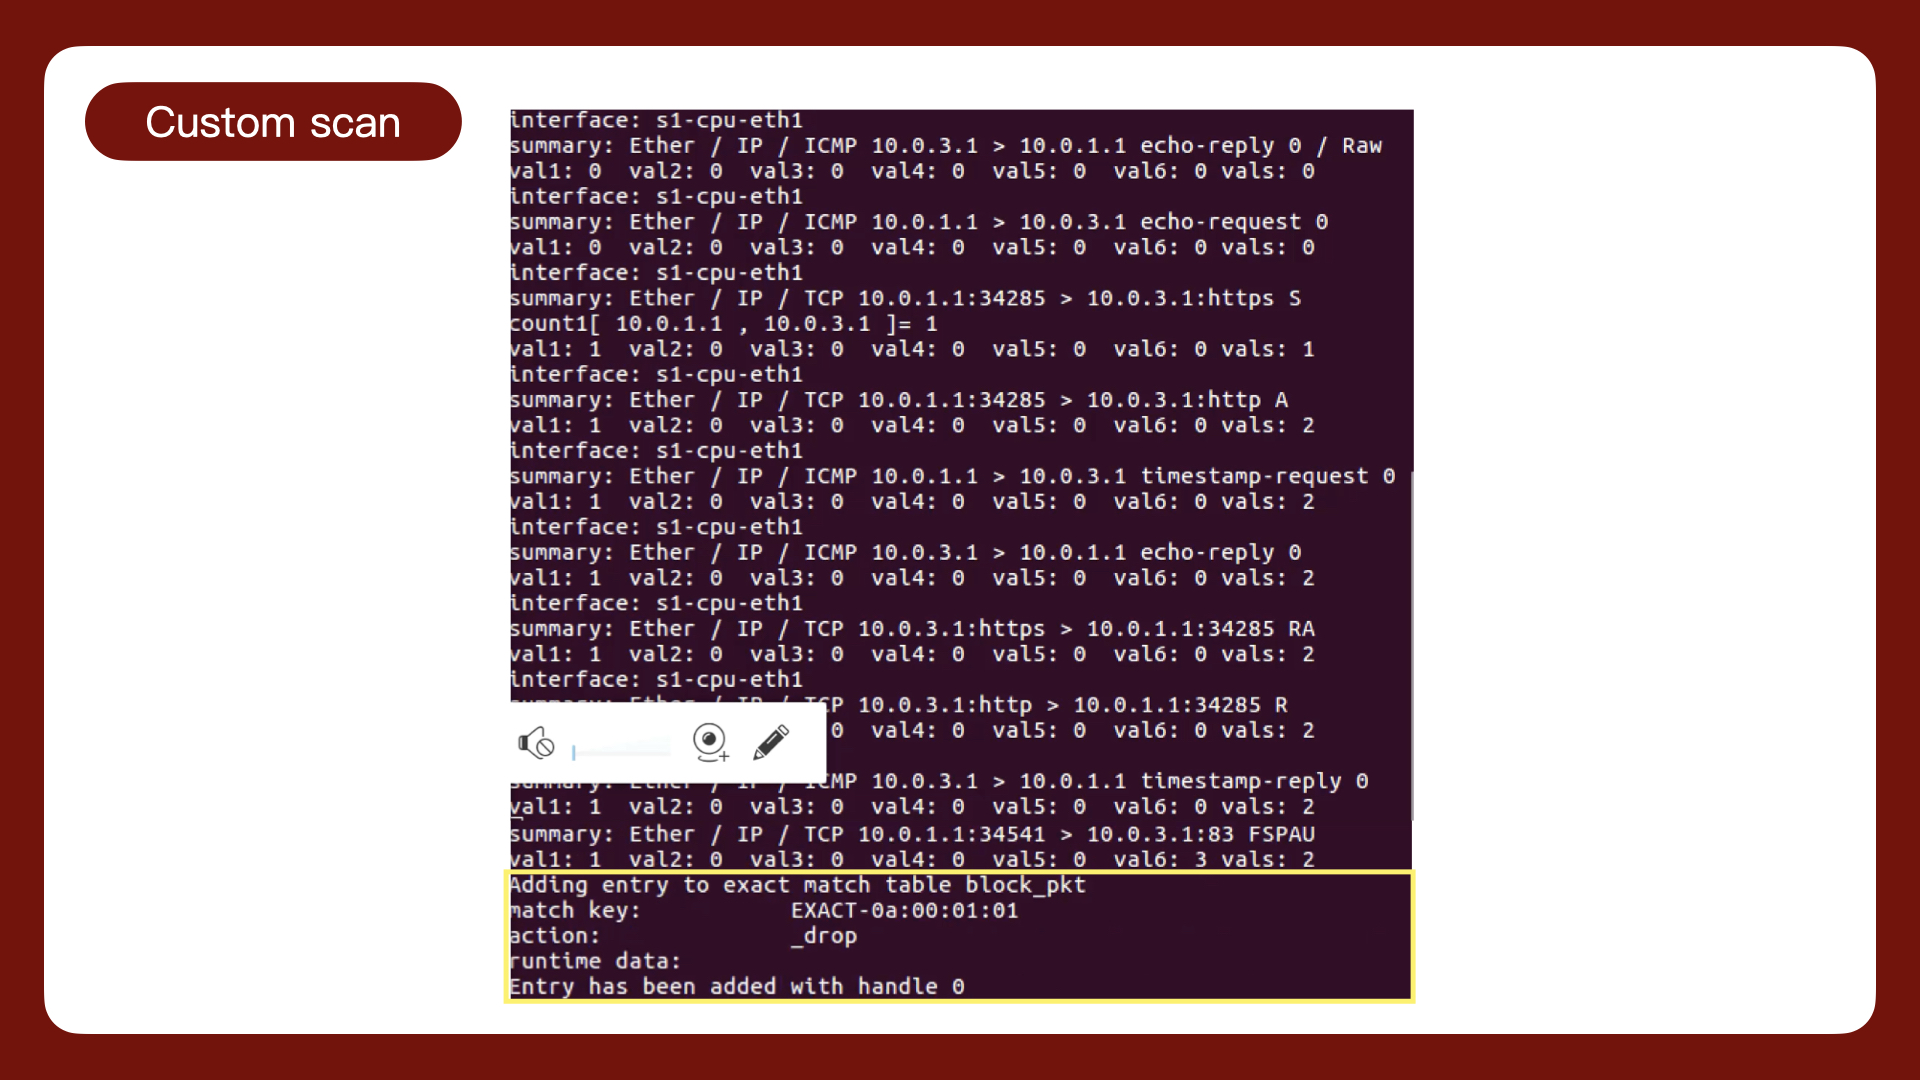 Custom scan
interface: s1-cpu-eth1
summary: Ether / IP / ICMP 10.0.3.1 > 10.0.1.1 echo-reply 0 / Raw
val1: 0 val2: 0 val3: 0 val4: 0 val5: 0 val6: 0 vals: 0
interface: s1-cpu-eth1
summary: Ether / IP / ICMP 10.0.1.1 > 10.0.3.1 echo-request 0
val1: 0 val2: 0 val3: 0 val4: 0 val5: 0 val6: 0 vals: 0
interface: s1-cpu-eth1
summary: Ether / IP / TCP 10.0.1.1:34285 > 10.0.3.1:https S
count1[ 10.0.1.1 , 10.0.3.1 ]= 1
val1: 1 val2: 0 val3: 0 val4: 0 val5: 0 val6: 0 vals: 1
interface: s1-cpu-eth1
summary: Ether / IP / TCP 10.0.1.1:34285 > 10.0.3.1:http A
val1: 1 val2: 0 val3: 0 val4: 0 val5: 0 val6: 0 vals: 2
interface: s1-cpu-eth1
summary: Ether / IP / ICMP 10.0.1.1 > 10.0.3.1 timestamp-request 0
val1: 1 val2: 0 val3: 0 val4: 0 val5: 0 val6: 0 vals: 2
interface: s1-cpu-eth1
summary: Ether / IP / ICMP 10.0.3.1 > 10.0.1.1 echo-reply 0
val1: 1 val2: 0 val3: 0 val4: 0 val5: 0 val6: 0 vals: 2
interface: s1-cpu-eth1
summary: Ether / IP / TCP 10.0.3.1:https > 10.0.1.1:34285 RA
val1: 1 val2: 0 val3: 0 val4: 0 val5: 0 val6: 0 vals: 2
interface: s1-cpu-eth1
summary: Ether / IP / TCP 10.0.3.1:http > 10.0.1.1:34285 R
0 val4: 0 val5: 0 val6: 0 vals: 2
summary: Ether / IP / ICMP 10.0.3.1 > 10.0.1.1 timestamp-reply 0
val1: 1 val2: 0 val3: 0 val4: 0 val5: 0 val6: 0 vals: 2
summary: Ether / IP / TCP 10.0.1.1:34541 > 10.0.3.1:83 FSPAU
val1: 1 val2: 0 val3: 0 val4: 0 val5: 0 val6: 3 vals: 2
Adding entry to exact match table block_pkt
match key: EXACT-0a:00:01:01
action: _drop
runtime data:
Entry has been added with handle 0